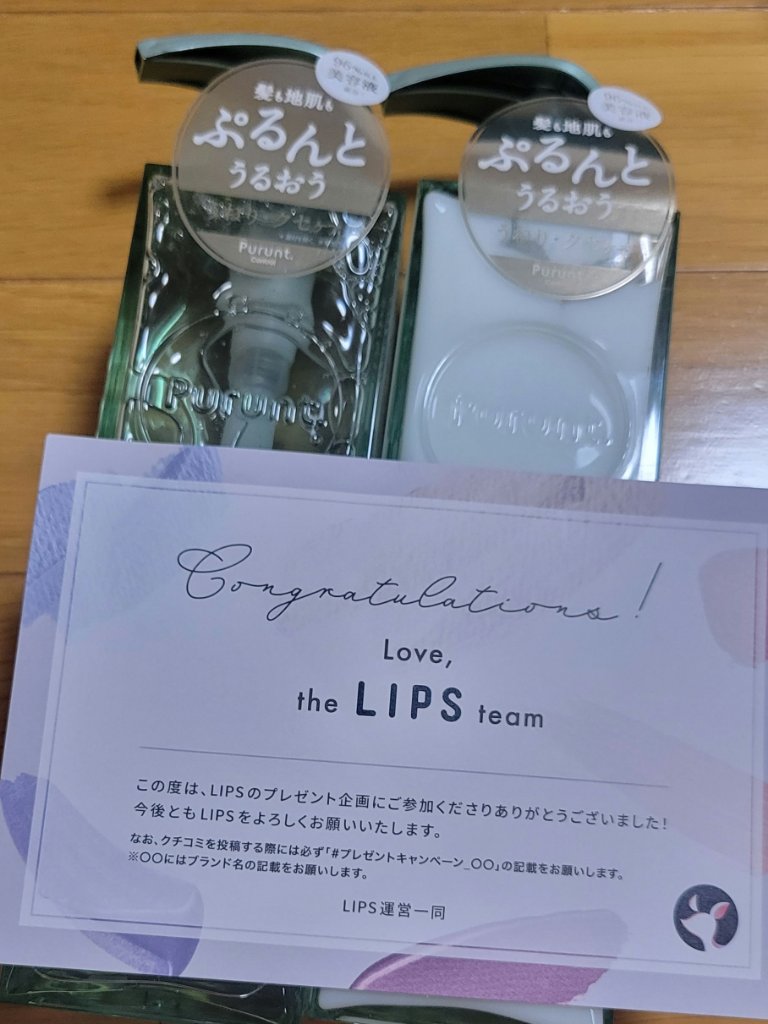 美容液
髪も地肌も
ぷるんと
うるおう
Purunt.
Control
Purunt.
美容液
髪も地肌も
ぷるんと
うるおう
Purunt.
Congratulations!
Love,
the LIPS team
この度は、LIPSのプレゼント企画にご参加くださりありがとうございました!
今後ともLIPSをよろしくお願いいたします。
なお、クチコミを投稿する際には必ず「#プレゼントキャンペーン_〇〇」の記載をお願いします。
※〇〇にはブランド名の記載をお願いします。
LIPS運営一同